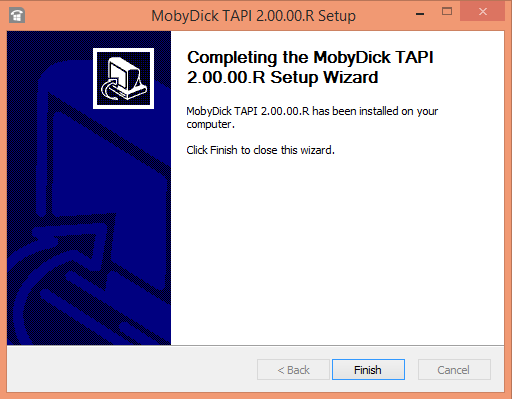 MobyDick TAPI 2.00.00.R Setup
Completing the MobyDick TAPI
2.00.00.R Setup Wizard
MobyDick TAPI 2.00.00.R has been installed on your
computer.
Click Finish to close this wizard.
< Back
Finish
Cancel